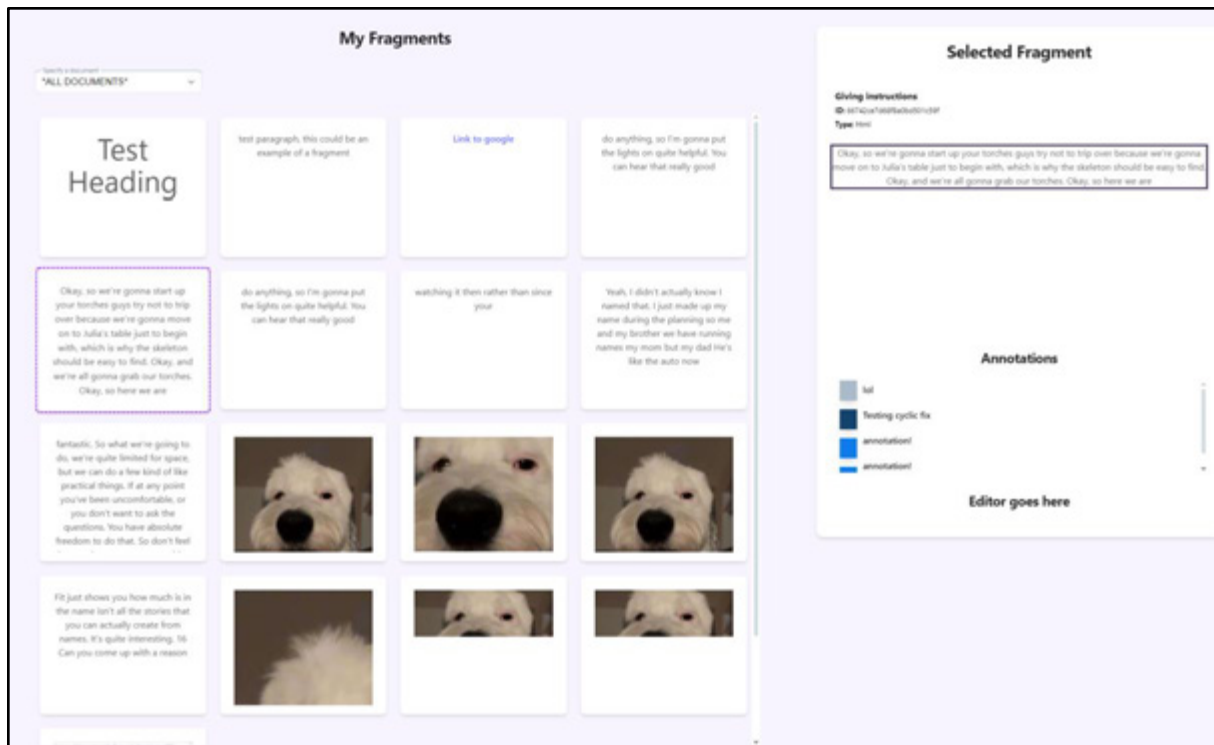 My Fragments
Specify a document
*ALL DOCUMENTS*
Test
Heading
test paragraph, this could be an
example of a fragment
Link to google
do anything, so I'm gonna put
the lights on quite helpful. You
can hear that really good
Okay, so we're gonna start up
your torches guys try not to trip
over because we're gonna move
on to Julia's table just to begin
with, which is why the skeleton
should be easy to find. Okay, and
we're all gonna grab our torches.
Okay, so here we are
do anything, so I'm gonna put
the lights on quite helpful. You
can hear that really good
watching it then rather than since
your
Yeah, I didn't actually know I
named that, I just made up my
name during the planning so me
and my brother we have running
names my mom but my dad He's
like the auto now
fantastic. So what we're going to
do, we're quite limited for space,
but we can do a few kind of like
practical things. If at any point
you've been uncomfortable, or
you don't want to ask the
questions. You have absolute
freedom to do that. So don't feel
Fit just shows you how much is in
the name isn't all the stories that
you can actually create from
names. It's quite interesting. 16
Can you come up with a reason
Selected Fragment
Giving instructions
ID:
Type: html
Okay, so we're gonna start up your torches guys try not to trip over because we're gonna
move on to Julia's table just to begin with, which is why the skeleton should be easy to find.
Okay, and we're all gonna grab our torches. Okay, so here we are
Annotations
lol
Testing cyclic fix
annotation!
annotation!
Editor goes here